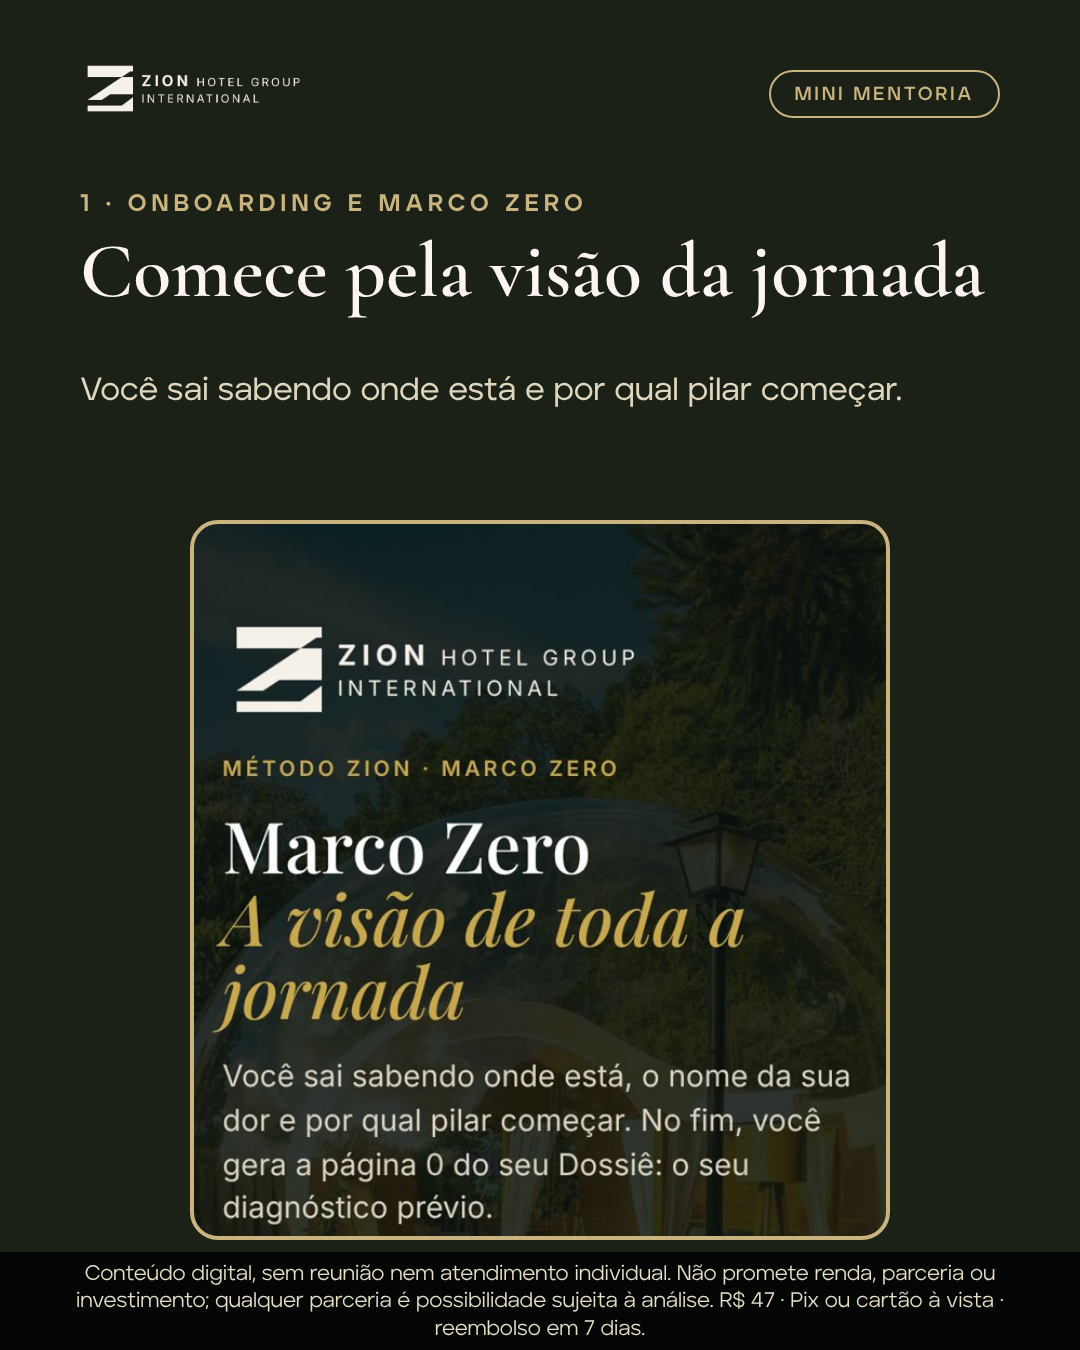 ZION HOTEL GROUP
INTERNATIONAL
MINI MENTORIA
1 · ONBOARDING E MARCO ZERO
Comece pela visão da jornada
Você sai sabendo onde está e por qual pilar começar.
ZION HOTEL GROUP
INTERNATIONAL
MÉTODO ZION · MARCO ZERO
Marco Zero
A visão de toda a
jornada
Você sai sabendo onde está, o nome da sua
dor e por qual pilar começar. No fim, você
gera a página 0 do seu Dossiê: o seu
diagnóstico prévio.
Conteúdo digital, sem reunião nem atendimento individual. Não promete renda, parceria ou
investimento; qualquer parceria é possibilidade sujeita à análise. R$ 47 · Pix ou cartão à vista ·
reembolso em 7 dias.